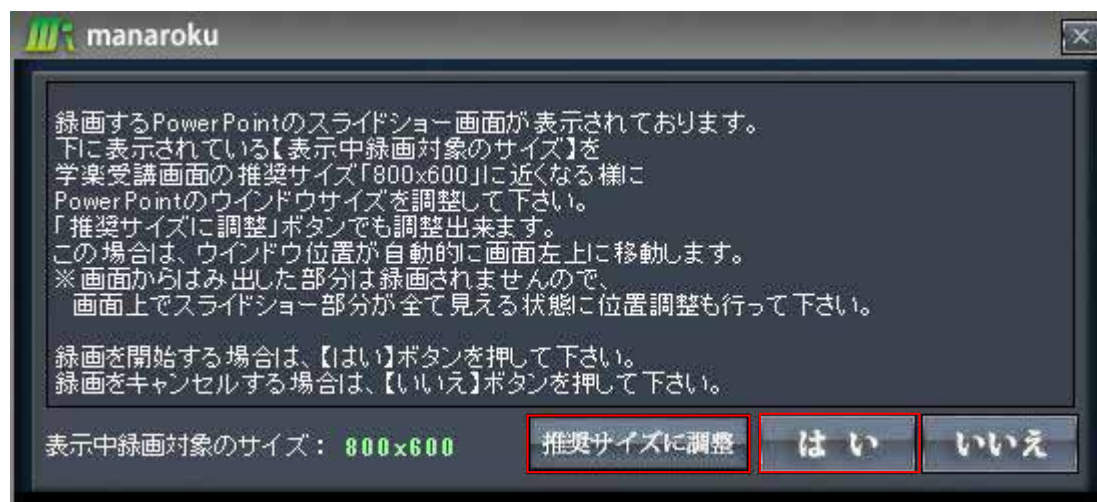 manaroku
録画するPowerPointのスライドショー画面が表示されております。
下に表示されている【表示中録画対象のサイズ】を
学楽受講画面の推奨サイズ「800x600」に近くなる様に
PowerPointのウインドウサイズを調整して下さい。
「推奨サイズに調整」ボタンでも調整出来ます。
この場合は、ウインドウ位置が自動的に画面左上に移動します。
※画面からはみ出した部分は録画されませんので、
画面上でスライドショー部分が全て見える状態に位置調整も行って下さい。
録画を開始する場合は、【はい】ボタンを押して下さい。
録画をキャンセルする場合は、【いいえ】ボタンを押して下さい。
表示中録画対象のサイズ： 800x600 推奨サイズに調整 はい いいえ